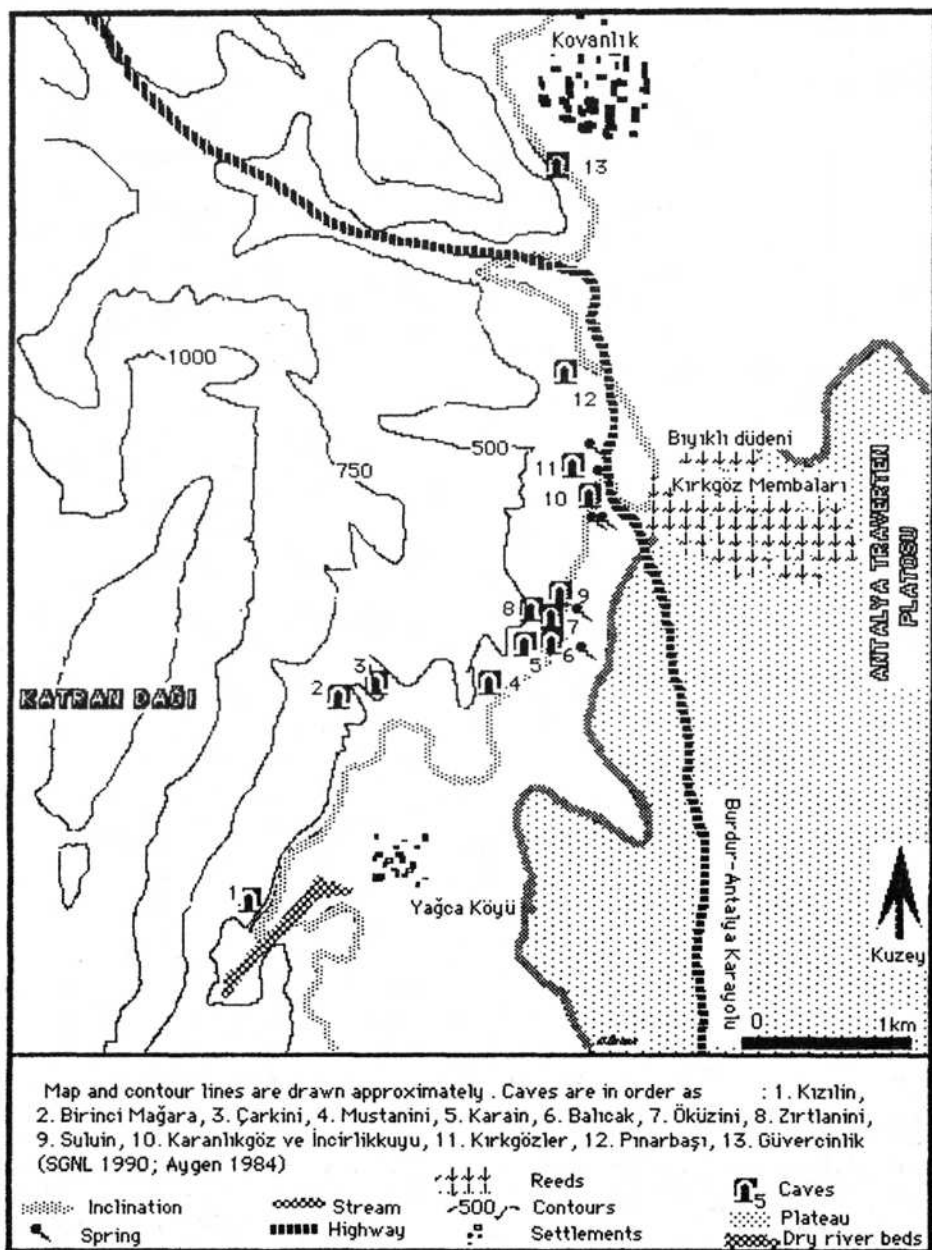 Kovanlık
13
1000
12
500
Bıyıklı düdeni
750
11
Kırkgöz Membaları
10
ANTALYA TRAVERTEN
PLATOSU
9
8
7
5
6
3
4
2
KATRAN DAĞI
Burdur-Antalya Karayolu
1
Yağca Köyü
Kuzey
0 1km
Map and contour lines are drawn approximately . Caves are in order as : 1. Kızılin,
2. Birinci Mağara, 3. Çarkini, 4. Mustanini, 5. Karain, 6. Balıcak, 7. Öküzini, 8. Zırtlanini,
9. Suluin, 10. Karanlıkgöz ve İncirlikkuyu, 11. Kırkgözler, 12. Pınarbaşı, 13. Güvercinlik
(SGNL 1990; Aygen 1984)
Inclination
Stream
Reeds
5 Caves
Spring
Highway
500 Contours
Settlements
Plateau
Dry river beds